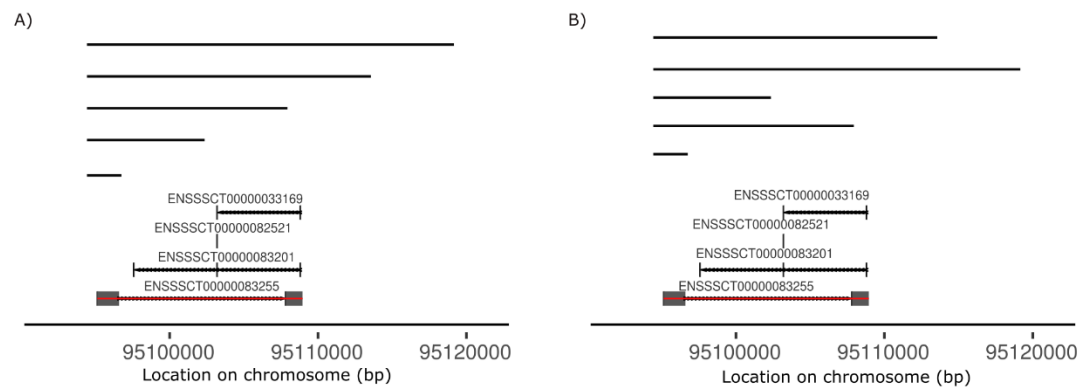 A)
ENSSSCT00000033169
ENSSSCT00000082521
ENSSSCT00000083201
ENSSSCT00000083255
95100000 95110000 95120000
Location on chromosome (bp)
B)
ENSSSCT00000033169
ENSSSCT00000082521
ENSSSCT00000083201
ENSSSCT00000083255
95100000 95110000 95120000
Location on chromosome (bp)